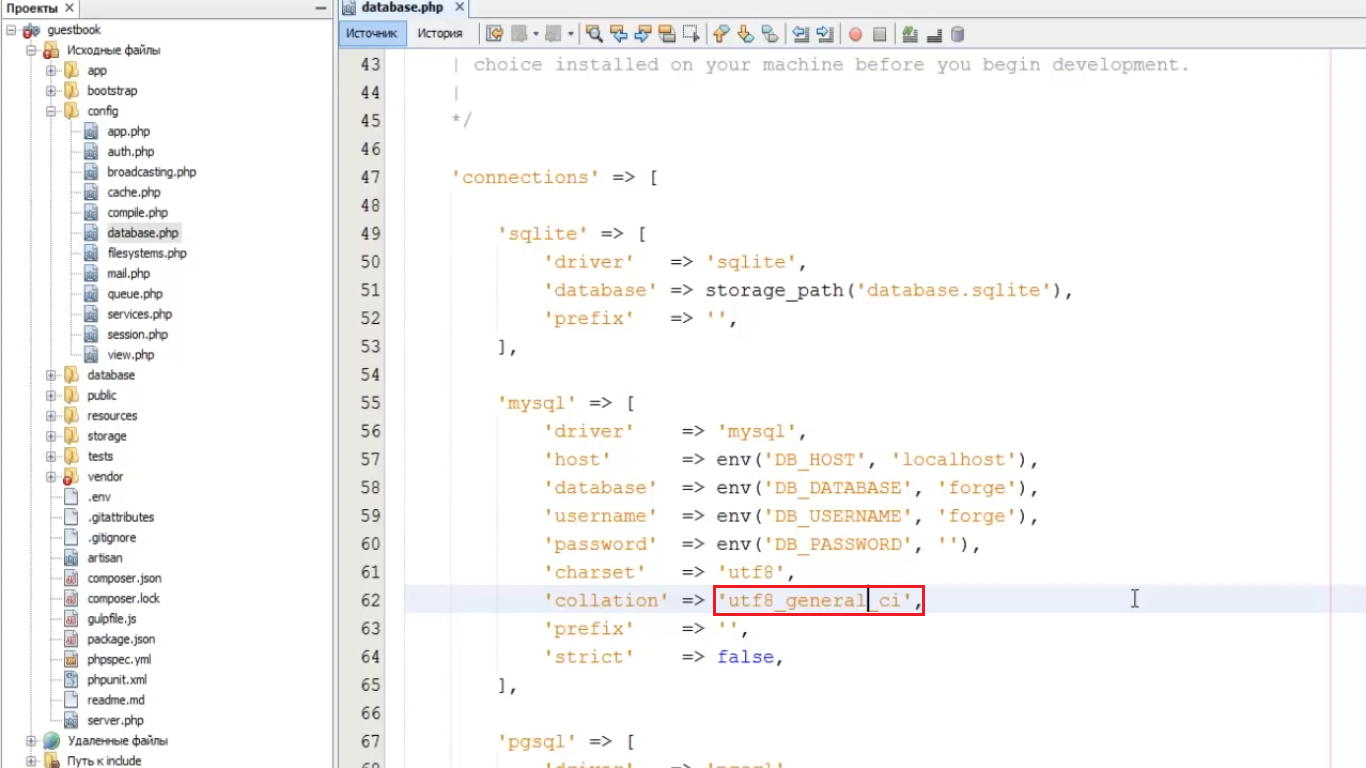 Проекты
guestbook
Исходные файлы
app
bootstrap
config
app.php
auth.php
broadcasting.php
cache.php
compile.php
database.php
filesystems.php
mail.php
queue.php
services.php
session.php
view.php
database
public
resources
storage
tests
vendor
.env
.gitattributes
.gitignore
artisan
composer.json
composer.lock
gulpfile.js
package.json
phpspec.yml
phpunit.xml
readme.md
server.php
Удаленные файлы
Путь к include
database.php
Источник История
43 | choice installed on your machine before you begin development.
44 |
45 */
46
47 'connections' => [
48
49 'sqlite' => [
50 'driver' => 'sqlite',
51 'database' => storage_path('database.sqlite'),
52 'prefix' => '',
53 ],
54
55 'mysql' => [
56 'driver' => 'mysql',
57 'host' => env('DB_HOST', 'localhost'),
58 'database' => env('DB_DATABASE', 'forge'),
59 'username' => env('DB_USERNAME', 'forge'),
60 'password' => env('DB_PASSWORD', ''),
61 'charset' => 'utf8',
62 'collation' => 'utf8_general_ci',
63 'prefix' => '',
64 'strict' => false,
65 ],
66
67 'pgsql' => [